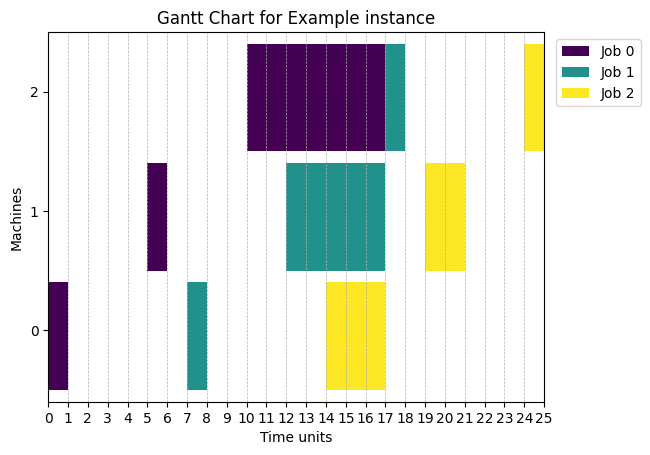 Gantt Chart for Example instance
Job 0
Job 1
Job 2
Machines
2
1
0
0 1 2 3 4 5 6 7 8 9 10 11 12 13 14 15 16 17 18 19 20 21 22 23 24 25
Time units